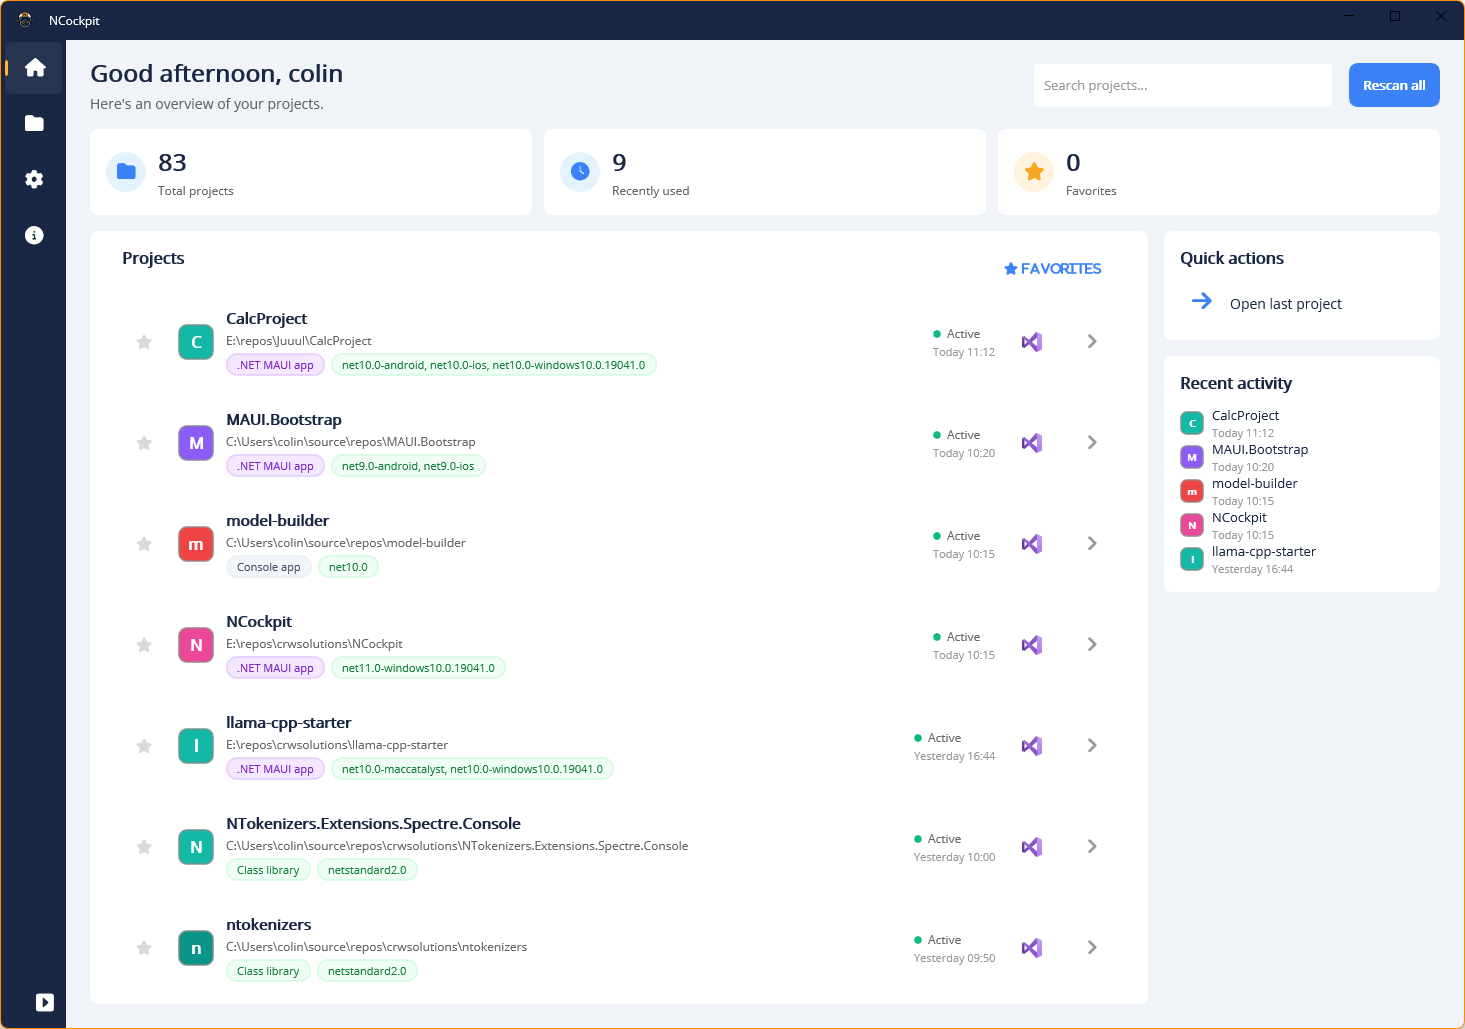 NCockpit
Good afternoon, colin
Here's an overview of your projects.
Search projects...
Rescan all
83
Total projects
9
Recently used
0
Favorites
Projects
FAVORITES
CalcProject
E:\repos\Juuul\CalcProject
.NET MAUI app
net10.0-android, net10.0-ios, net10.0-windows10.0.19041.0
Active
Today 11:12
C
MAUI.Bootstrap
C:\Users\colin\source\repos\MAUI.Bootstrap
.NET MAUI app
net9.0-android, net9.0-ios
Active
Today 10:20
M
model-builder
C:\Users\colin\source\repos\model-builder
Console app
net10.0
Active
Today 10:15
m
NCockpit
E:\repos\crwsolutions\NCockpit
.NET MAUI app
net11.0-windows10.0.19041.0
Active
Today 10:15
N
llama-cpp-starter
E:\repos\crwsolutions\llama-cpp-starter
.NET MAUI app
net10.0-maccatalyst, net10.0-windows10.0.19041.0
Active
Yesterday 16:44
l
NTokenizers.Extensions.Spectre.Console
C:\Users\colin\source\repos\crwsolutions\NTokenizers.Extensions.Spectre.Console
Class library
netstandard2.0
Active
Yesterday 10:00
N
ntokenizers
C:\Users\colin\source\repos\crwsolutions\ntokenizers
Class library
netstandard2.0
Active
Yesterday 09:50
n
Quick actions
Open last project
Recent activity
C
CalcProject
Today 11:12
M
MAUI.Bootstrap
Today 10:20
m
model-builder
Today 10:15
N
NCockpit
Today 10:15
l
llama-cpp-starter
Yesterday 16:44